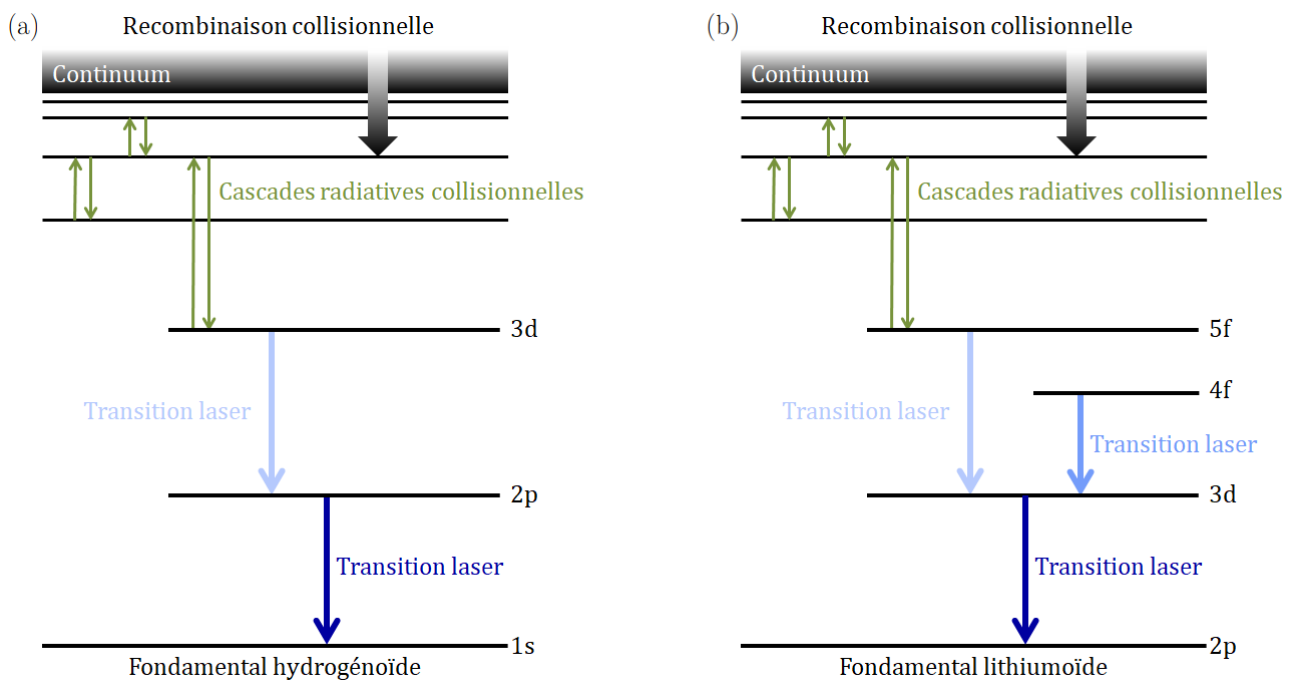 (a)
Recombinaison collisionnelle
Continuum
Cascades radiatives collisionnelles
3d
Transition laser
2p
Transition laser
1s
Fondamental hydrogénoïde
(b)
Recombinaison collisionnelle
Continuum
Cascades radiatives collisionnelles
5f
4f
Transition laser
Transition laser
3d
Transition laser
2p
Fondamental lithiumoïde